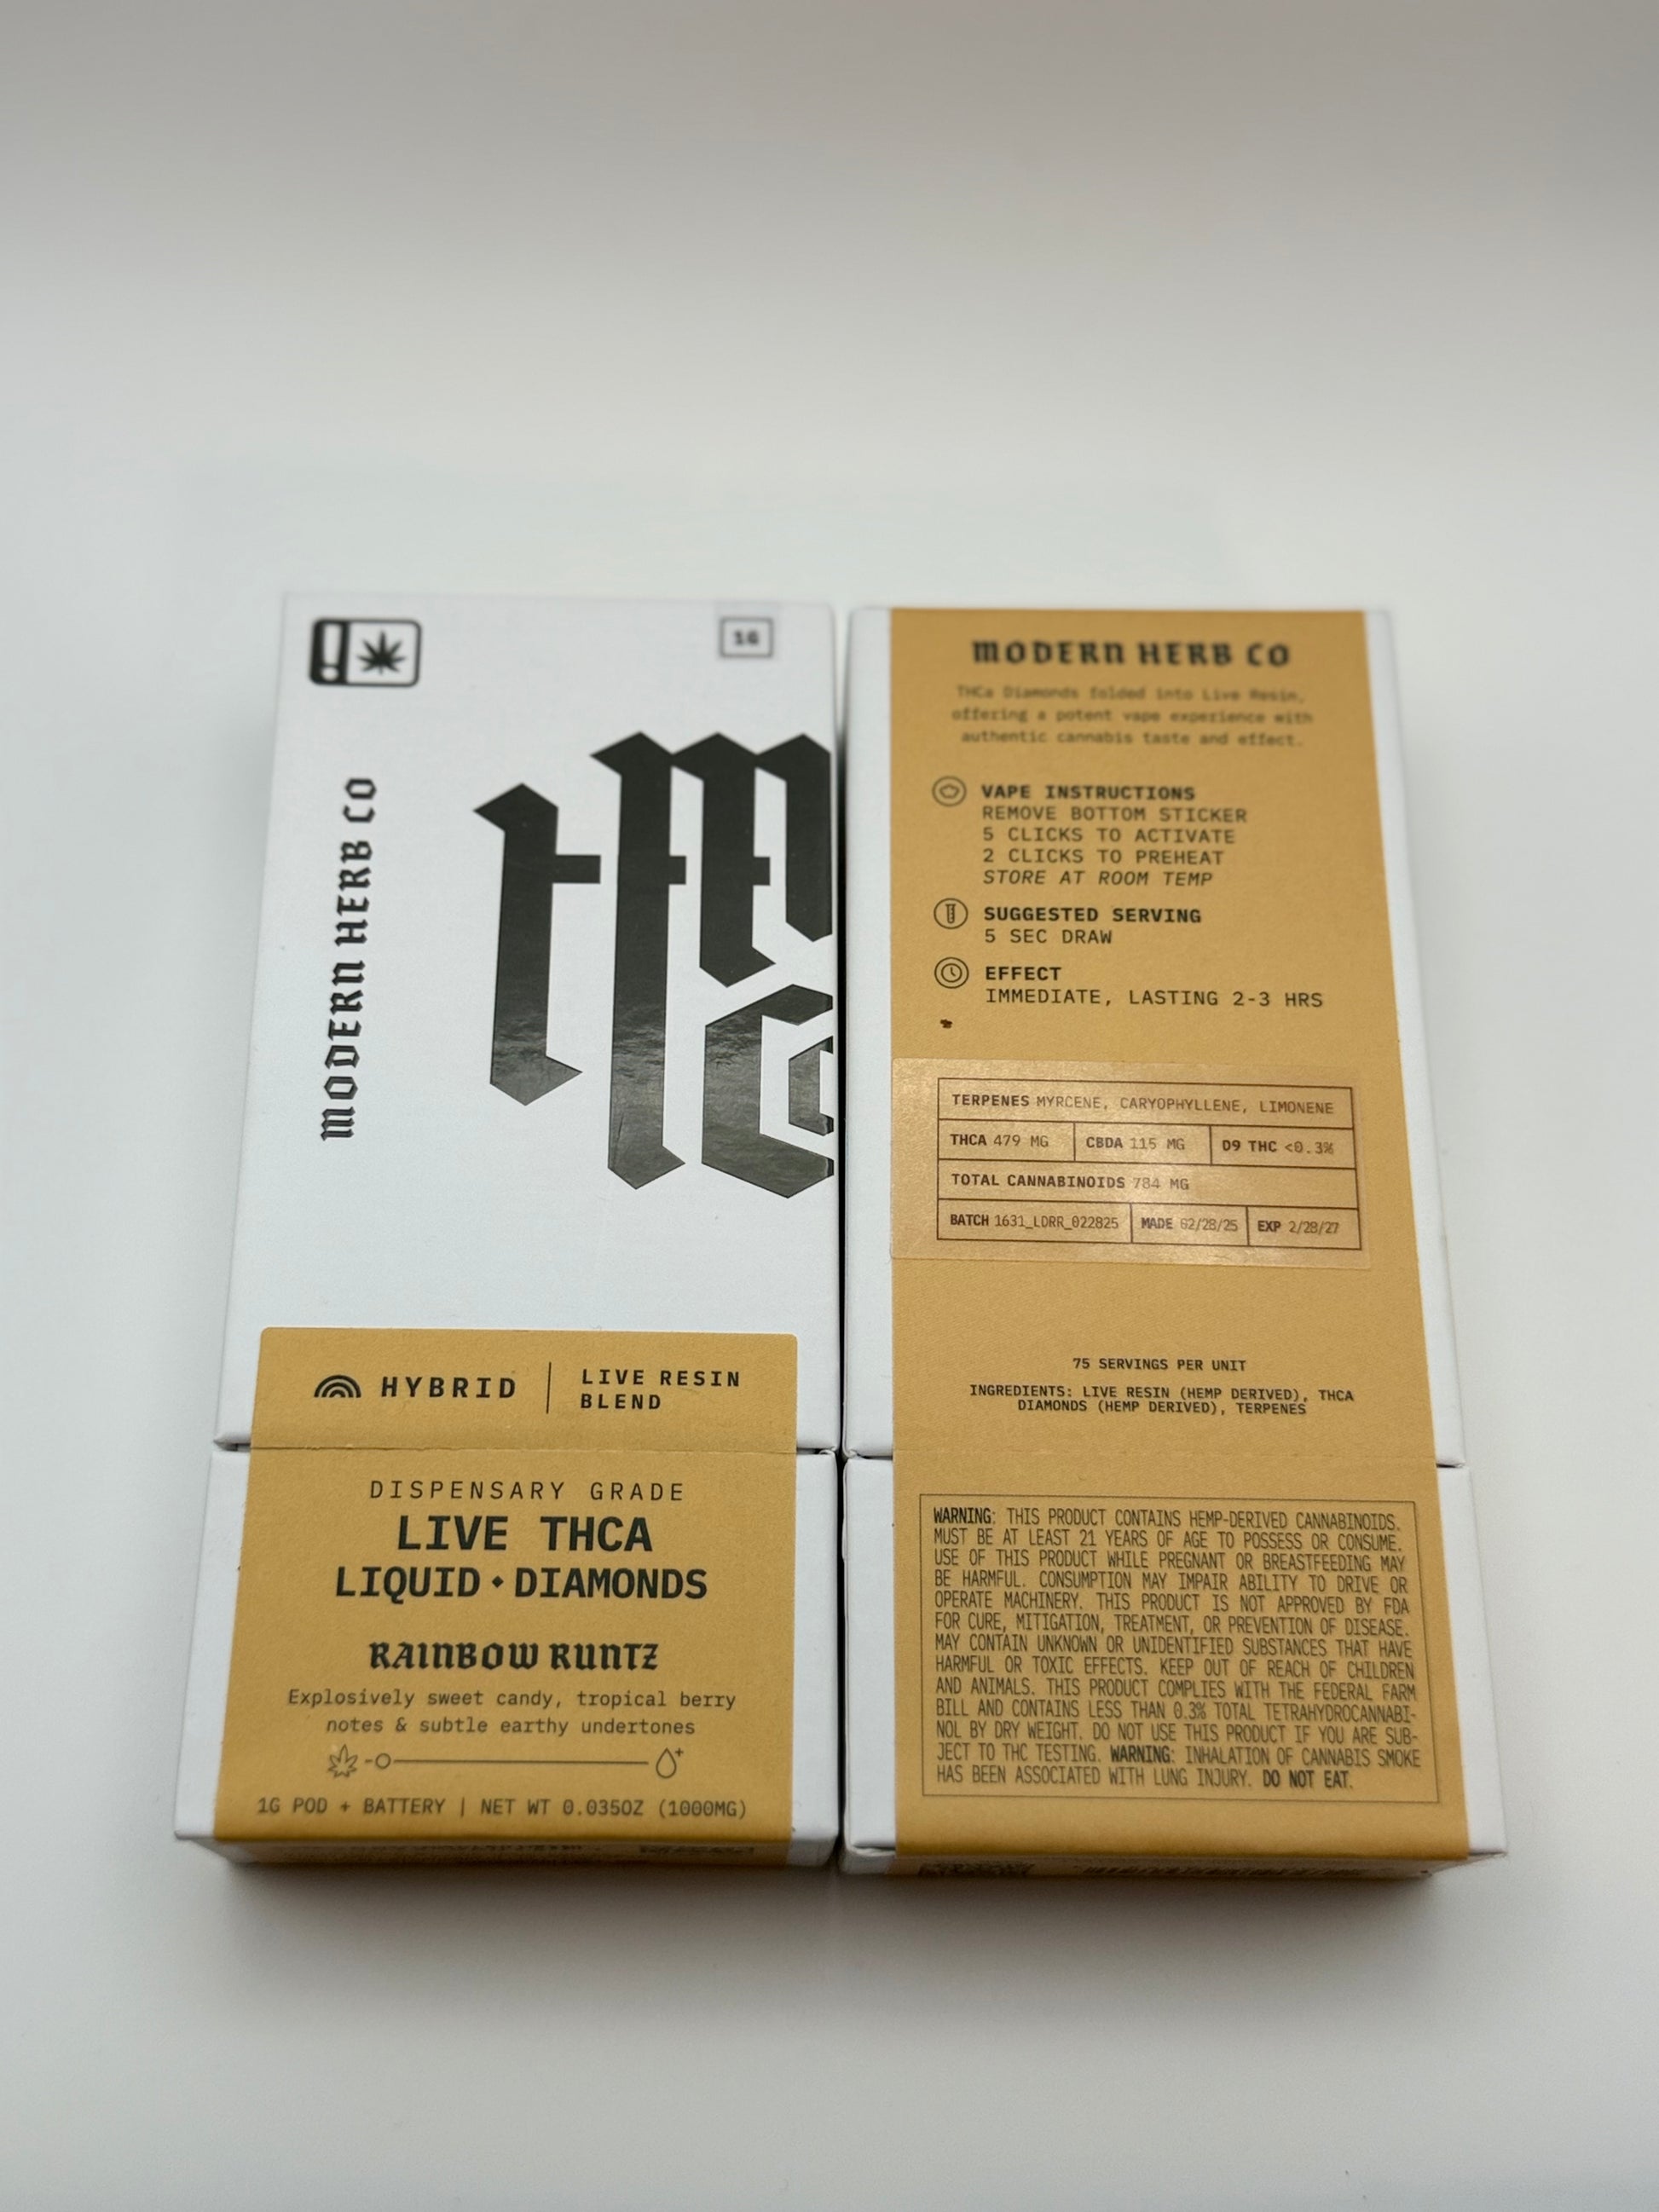 1G
MODERN HERB CO
HYBRID
LIVE RESIN
BLEND
DISPENSARY GRADE
LIVE THCA
LIQUID DIAMONDS
RAINBOW RUNTZ
Explosively sweet candy, tropical berry
notes & subtle earthy undertones
1G POD + BATTERY | NET WT 0.035OZ (1000MG)
MODERN HERB CO
THCa Diamonds folded into Live Resin,
offering a potent vape experience with
authentic cannabis taste and effect.
VAPE INSTRUCTIONS
REMOVE BOTTOM STICKER
5 CLICKS TO ACTIVATE
2 CLICKS TO PREHEAT
STORE AT ROOM TEMP
SUGGESTED SERVING
5 SEC DRAW
EFFECT
IMMEDIATE, LASTING 2-3 HRS
TERPENES MYRCENE, CARYOPHYLLENE, LIMONENE
THCA 479 MG CBDA 115 MG D9 THC <0.3%
TOTAL CANNABINOIDS 784 MG
BATCH 1631_LDRR_022825 MADE 02/28/25 EXP 2/28/27
75 SERVINGS PER UNIT
INGREDIENTS: LIVE RESIN (HEMP DERIVED), THCA
DIAMONDS (HEMP DERIVED), TERPENES
WARNING: THIS PRODUCT CONTAINS HEMP-DERIVED CANNABINOIDS.
MUST BE AT LEAST 21 YEARS OF AGE TO POSSESS OR CONSUME.
USE OF THIS PRODUCT WHILE PREGNANT OR BREASTFEEDING MAY
BE HARMFUL. CONSUMPTION MAY IMPAIR ABILITY TO DRIVE OR
OPERATE MACHINERY. THIS PRODUCT IS NOT APPROVED BY FDA
FOR CURE, MITIGATION, TREATMENT, OR PREVENTION OF DISEASE.
MAY CONTAIN UNKNOWN OR UNIDENTIFIED SUBSTANCES THAT HAVE
HARMFUL OR TOXIC EFFECTS. KEEP OUT OF REACH OF CHILDREN
AND ANIMALS. THIS PRODUCT COMPLIES WITH THE FEDERAL FARM
BILL AND CONTAINS LESS THAN 0.3% TOTAL TETRAHYDROCANNABI-
NOL BY DRY WEIGHT. DO NOT USE THIS PRODUCT IF YOU ARE SUB-
JECT TO THC TESTING. WARNING: INHALATION OF CANNABIS SMOKE
HAS BEEN ASSOCIATED WITH LUNG INJURY. DO NOT EAT.